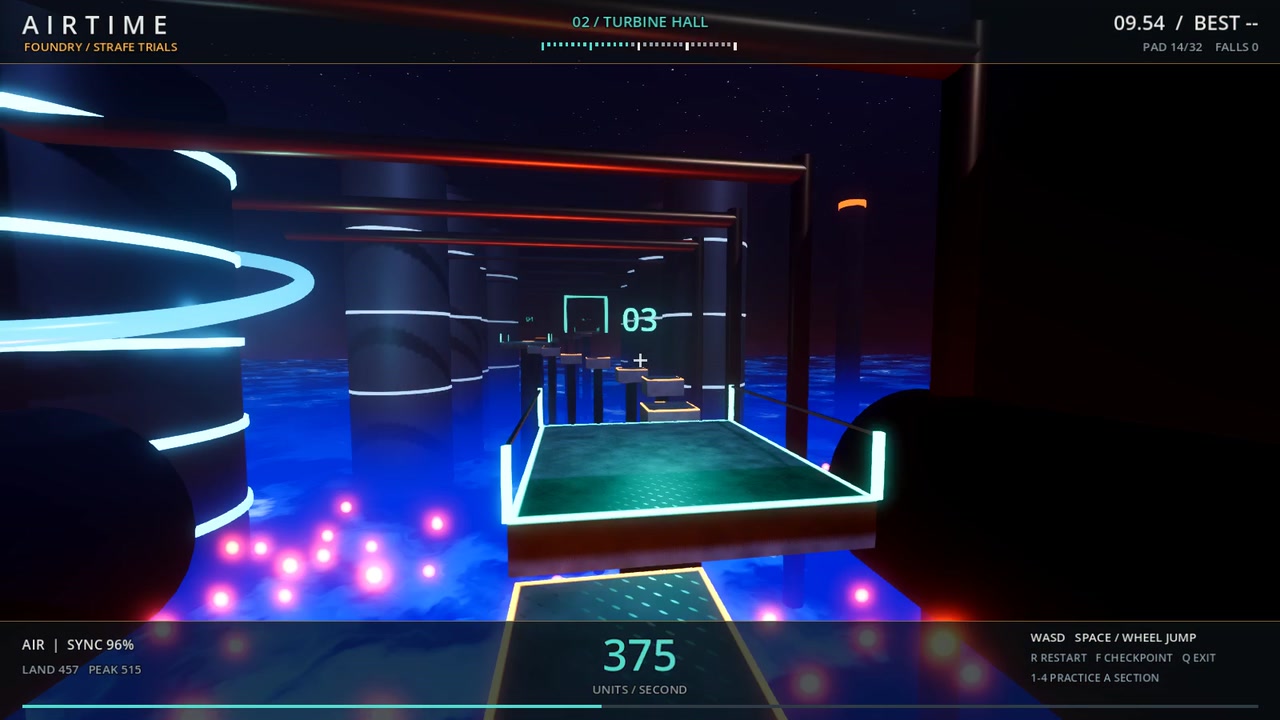 AIRTIME
FOUNDRY / STRAFE TRIALS
02 / TURBINE HALL
09.54 / BEST --
PAD 14/32 FALLS 0
03
AIR | SYNC 96%
LAND 457 PEAK 515
375
UNITS / SECOND
WASD SPACE / WHEEL JUMP
R RESTART F CHECKPOINT Q EXIT
1-4 PRACTICE A SECTION